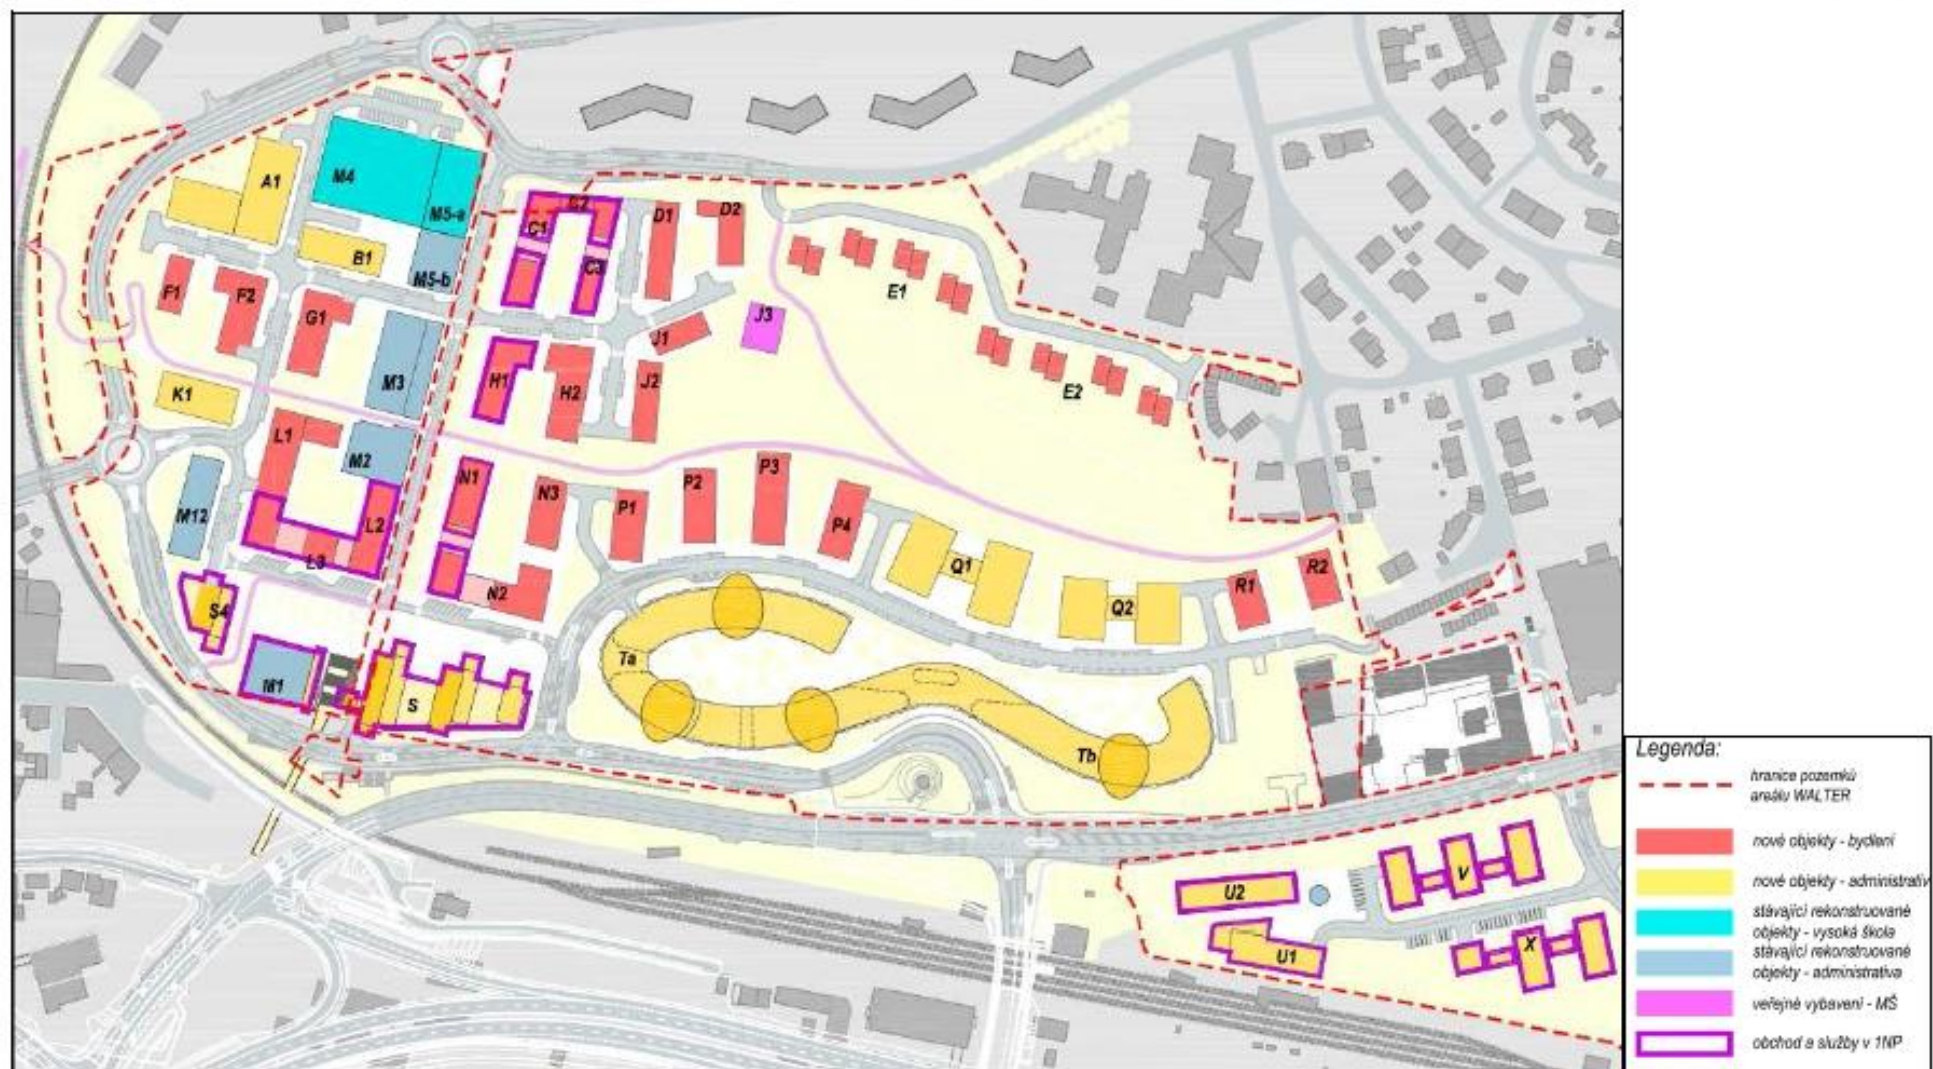 A1
M4
M5-a
B1
M5-b
C1
C2
C3
D1
D2
E1
E2
F1
F2
G1
M3
H1
H2
J1
J2
J3
K1
L1
M2
M12
L2
L3
N1
N3
N2
P1
P2
P3
P4
Q1
Q2
R1
R2
S4
M1
S
Ta
Tb
U2
U1
V
X
Legenda:
hranice pozemků
areálu WALTER
nové objekty - bydlení
nové objekty - administrativ
stávající rekonstruované
objekty - vysoká škola
stávající rekonstruované
objekty - administrativa
veřejné vybavení - MŠ
obchod a služby v 1NP